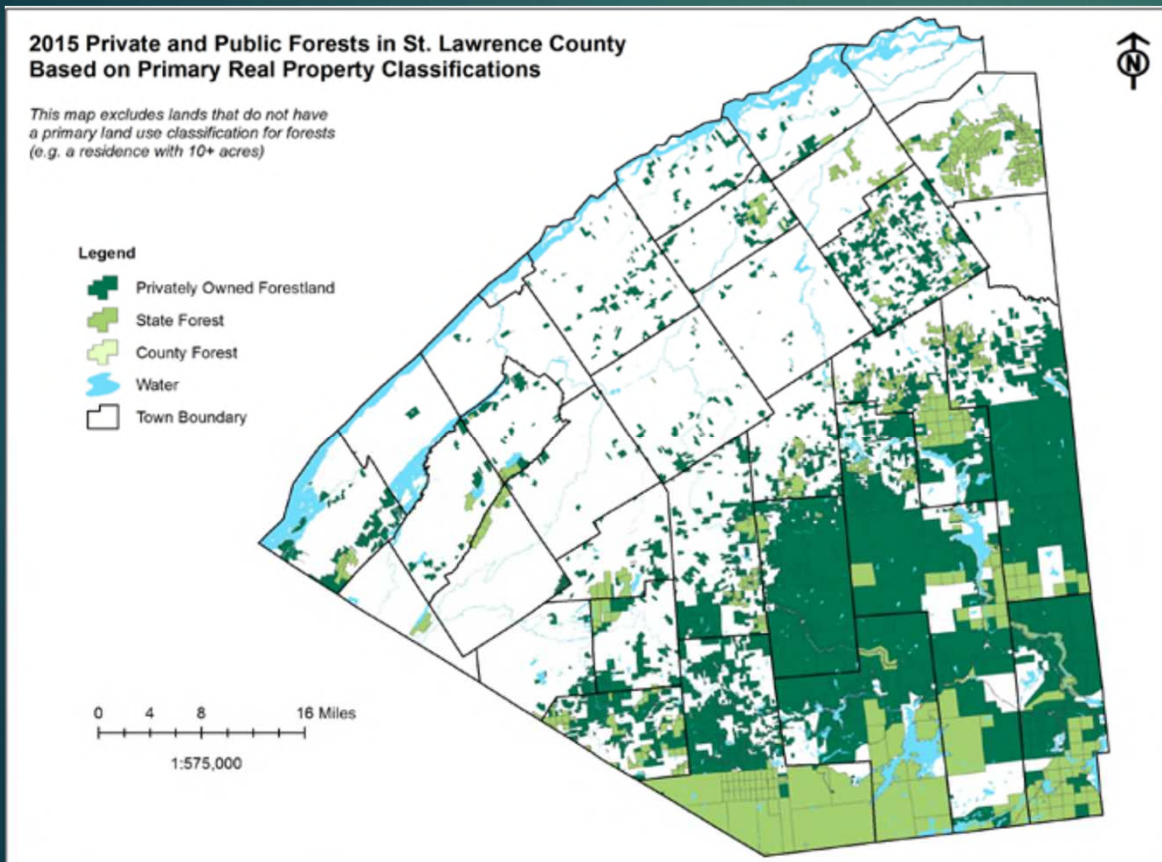 2015 Private and Public Forests in St. Lawrence County
Based on Primary Real Property Classifications
This map excludes lands that do not have
a primary land use classification for forests
(e.g. a residence with 10+ acres)
N
Legend
Privately Owned Forestland
State Forest
County Forest
Water
Town Boundary
0 4 8 16 Miles
1:575,000